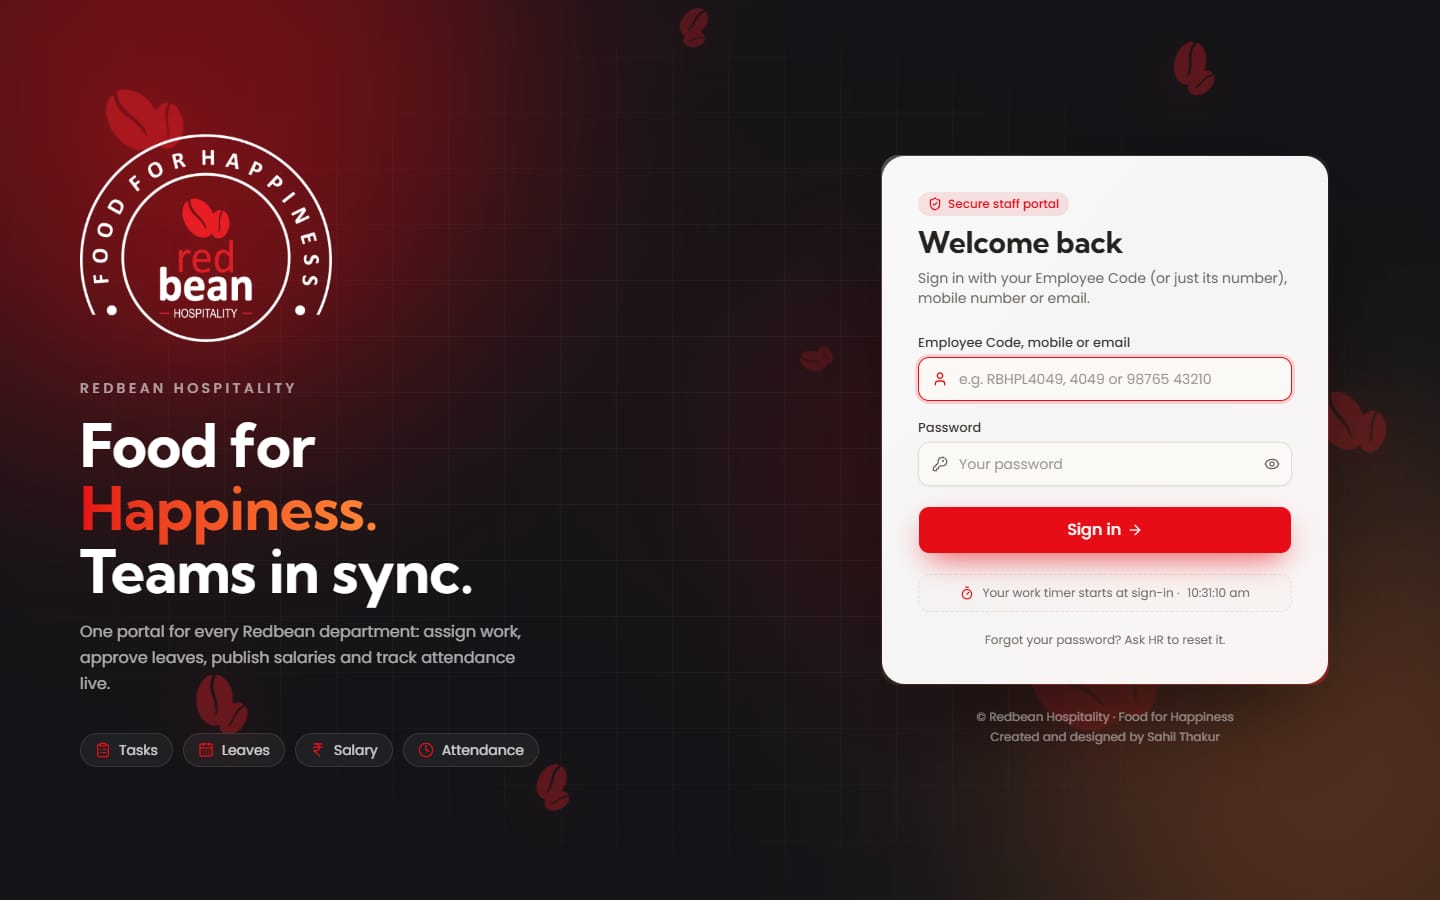 FOOD FOR HAPPINESS
red
bean
HOSPITALITY
REDBEAN HOSPITALITY
Food for
Happiness.
Teams in sync.
One portal for every Redbean department: assign work,
approve leaves, publish salaries and track attendance
live.
Tasks
Leaves
Salary
Attendance
Secure staff portal
Welcome back
Sign in with your Employee Code (or just its number),
mobile number or email.
Employee Code, mobile or email
e.g. RBHPL4049, 4049 or 98765 43210
Password
Your password
Sign in →
Your work timer starts at sign-in · 10:31:10 am
Forgot your password? Ask HR to reset it.
© Redbean Hospitality · Food for Happiness
Created and designed by Sahil Thakur